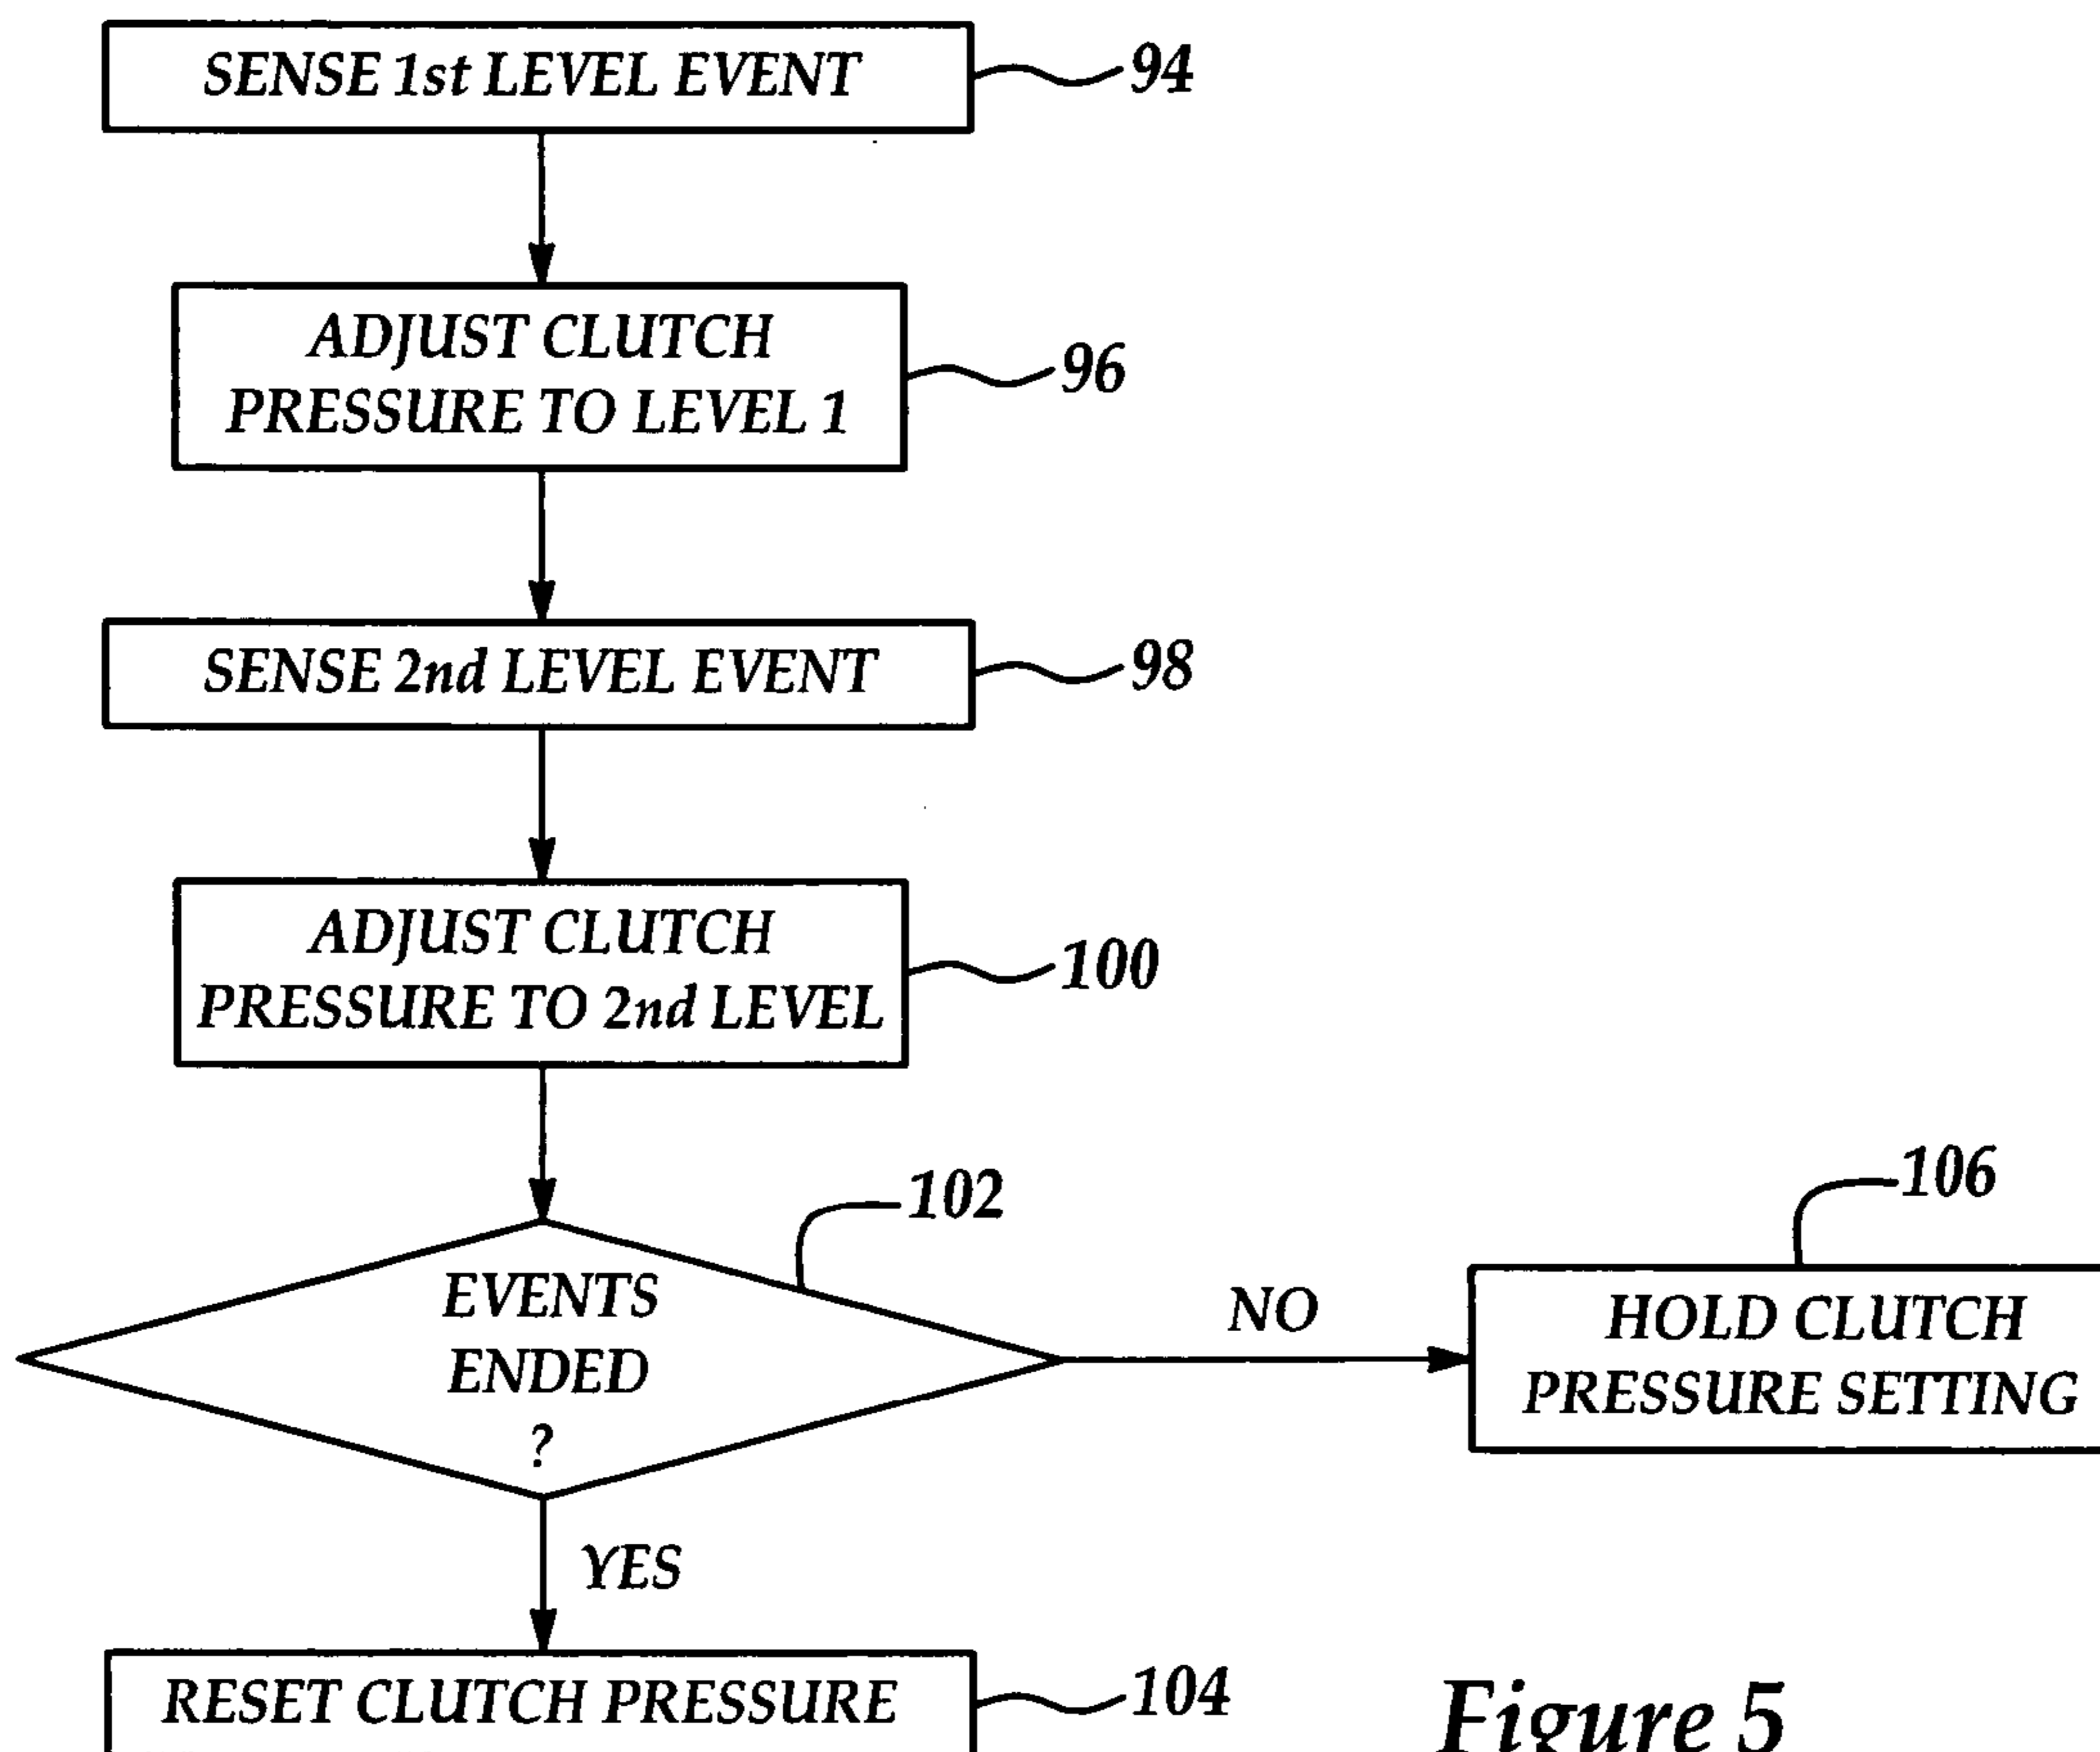 SENSE 1st LEVEL EVENT
94
ADJUST CLUTCH
PRESSURE TO LEVEL 1
96
SENSE 2nd LEVEL EVENT
98
ADJUST CLUTCH
PRESSURE TO 2nd LEVEL
100
EVENTS
ENDED
?
102
NO
106
HOLD CLUTCH
PRESSURE SETTING
YES
RESET CLUTCH PRESSURE
104
Figure 5